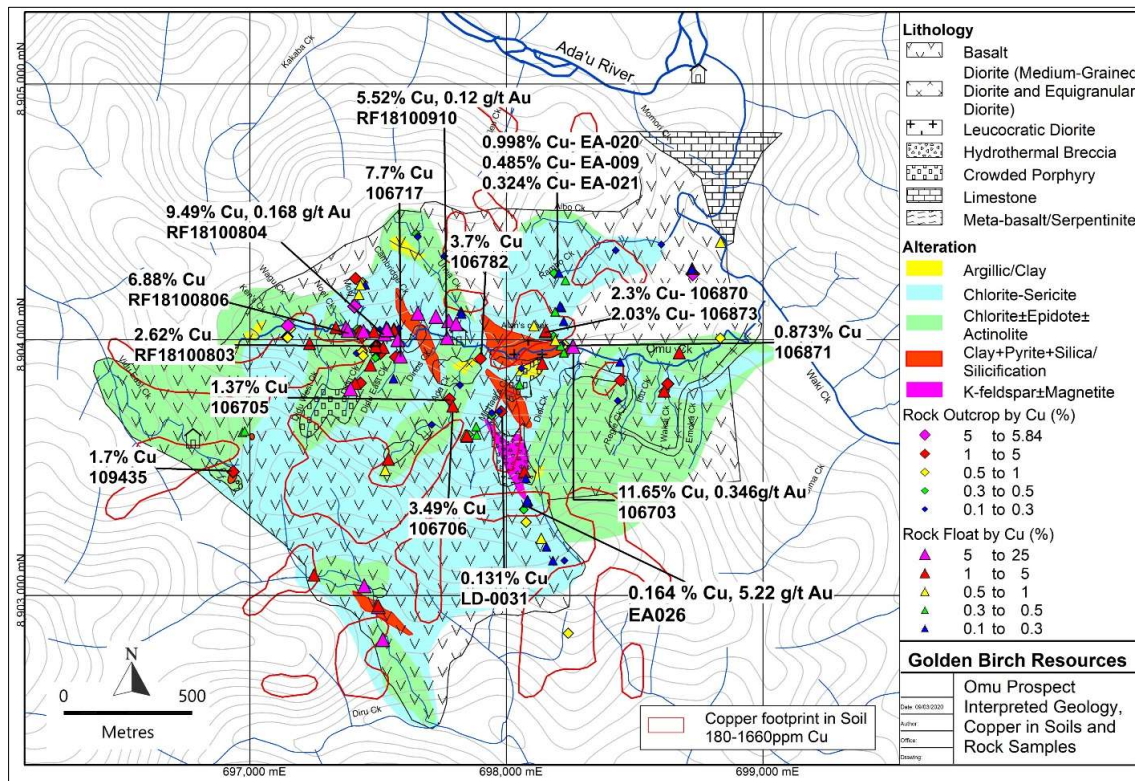 Ada'u River
Kakaba Ck
Momori Ck
8,905,000 mN
5.52% Cu, 0.12 g/t Au
RF18100910
0.998% Cu- EA-020
0.485% Cu- EA-009
0.324% Cu- EA-021
7.7% Cu
106717
Albo Ck
9.49% Cu, 0.168 g/t Au
RF18100804
3.7% Cu
106782
Wagu Ck
6.88% Cu
RF18100806
2.3% Cu- 106870
2.03% Cu- 106873
0.873% Cu
106871
8,904,000 mN
Omu Ck
2.62% Cu
RF18100803
Waki Ck
1.37% Cu
106705
Waka Ck
Ibu Ck
Enoka Ck
1.7% Cu
109435
11.65% Cu, 0.346g/t Au
106703
3.49% Cu
106706
0.131% Cu
LD-0031
0.164 % Cu, 5.22 g/t Au
EA026
8,903,000 mN
N
0 500
Metres
Diru Ck
Copper footprint in Soil
180-1660ppm Cu
697,000 mE
698,000 mE
699,000 mE
Lithology
Basalt
Diorite (Medium-Grained
Diorite and Equigranular
Diorite)
Leucocratic Diorite
Hydrothermal Breccia
Crowded Porphyry
Limestone
Meta-basalt/Serpentinite
Alteration
Argillic/Clay
Chlorite-Sericite
Chlorite±Epidote±
Actinolite
Clay+Pyrite+Silica/
Silicification
K-feldspar±Magnetite
Rock Outcrop by Cu (%)
5 to 5.84
1 to 5
0.5 to 1
0.3 to 0.5
0.1 to 0.3
Rock Float by Cu (%)
5 to 25
1 to 5
0.5 to 1
0.3 to 0.5
0.1 to 0.3
Golden Birch Resources
Date: 09/03/2020
Author:
Office:
Drawing:
Omu Prospect
Interpreted Geology,
Copper in Soils and
Rock Samples